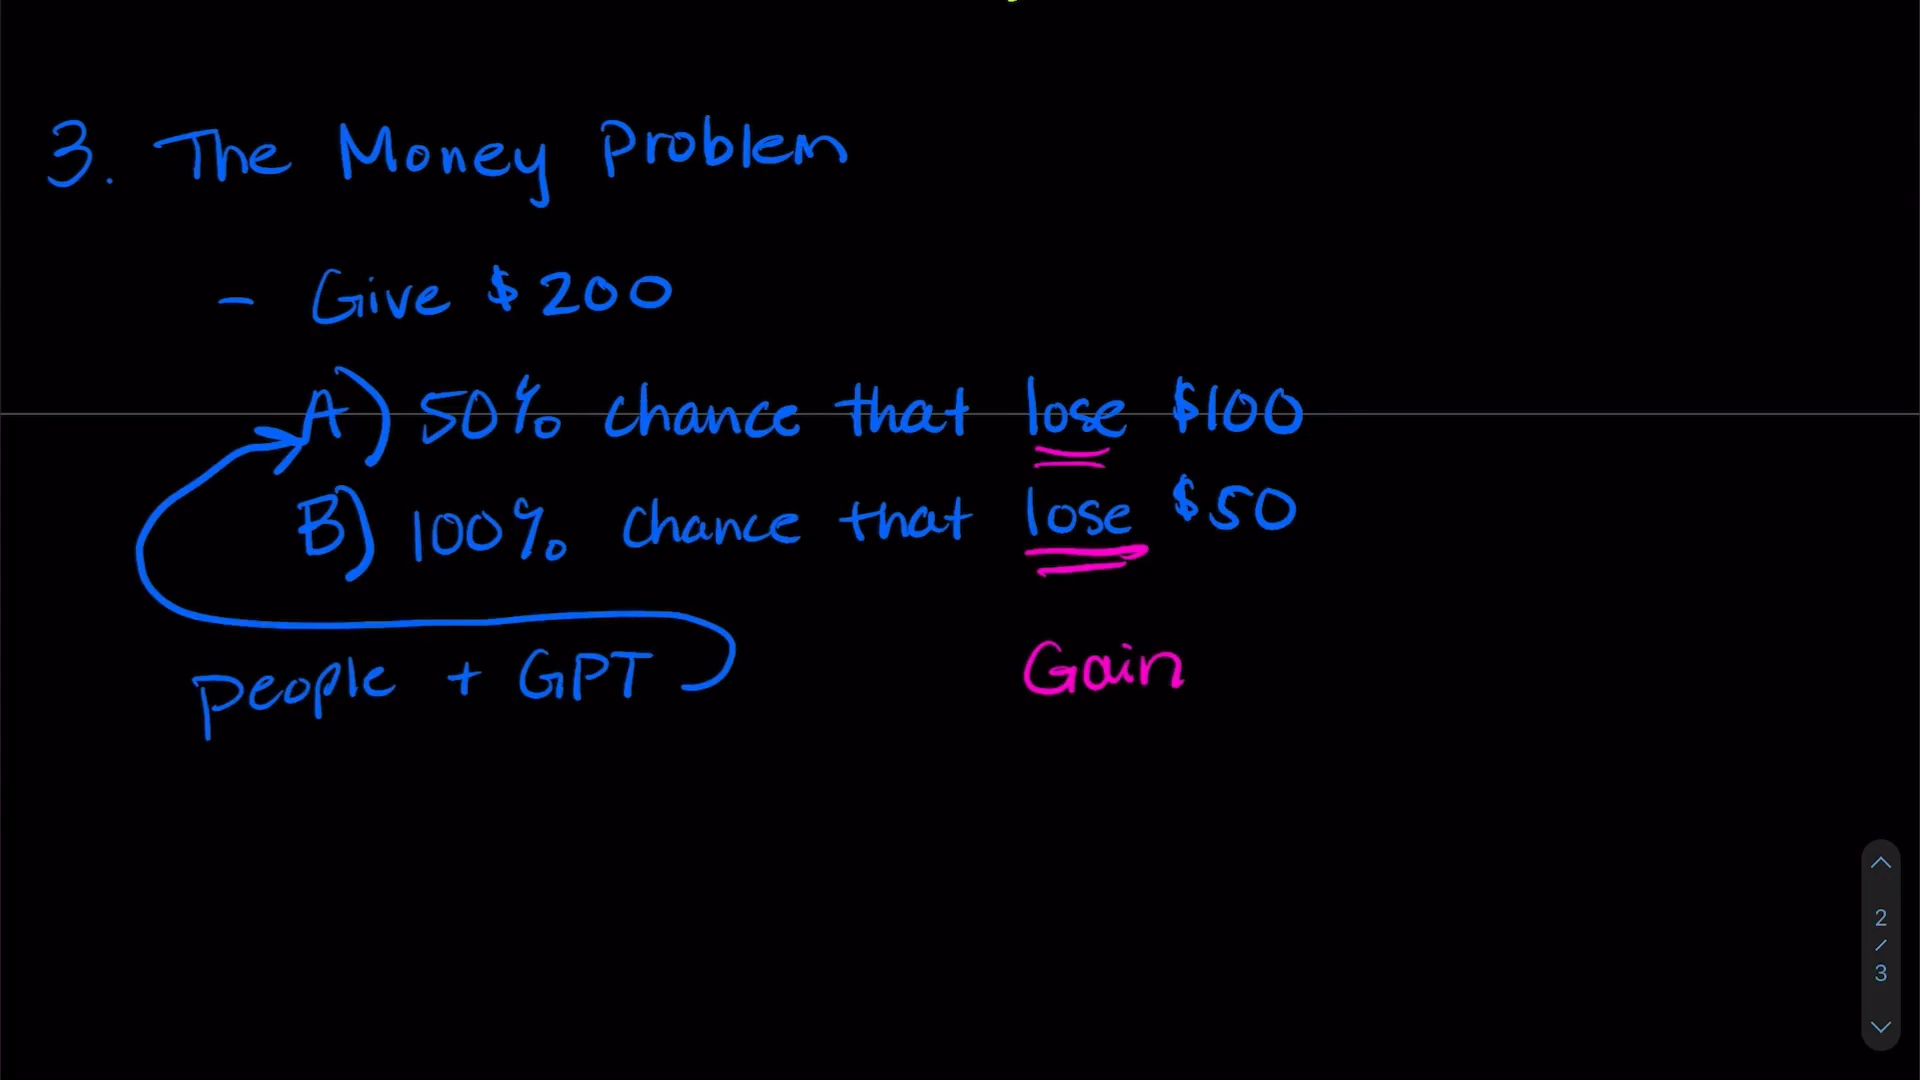 3. The Money Problem
- Give $200
A) 50% chance that lose $100
B) 100% chance that lose $50
people + GPT
Gain
2
/
3